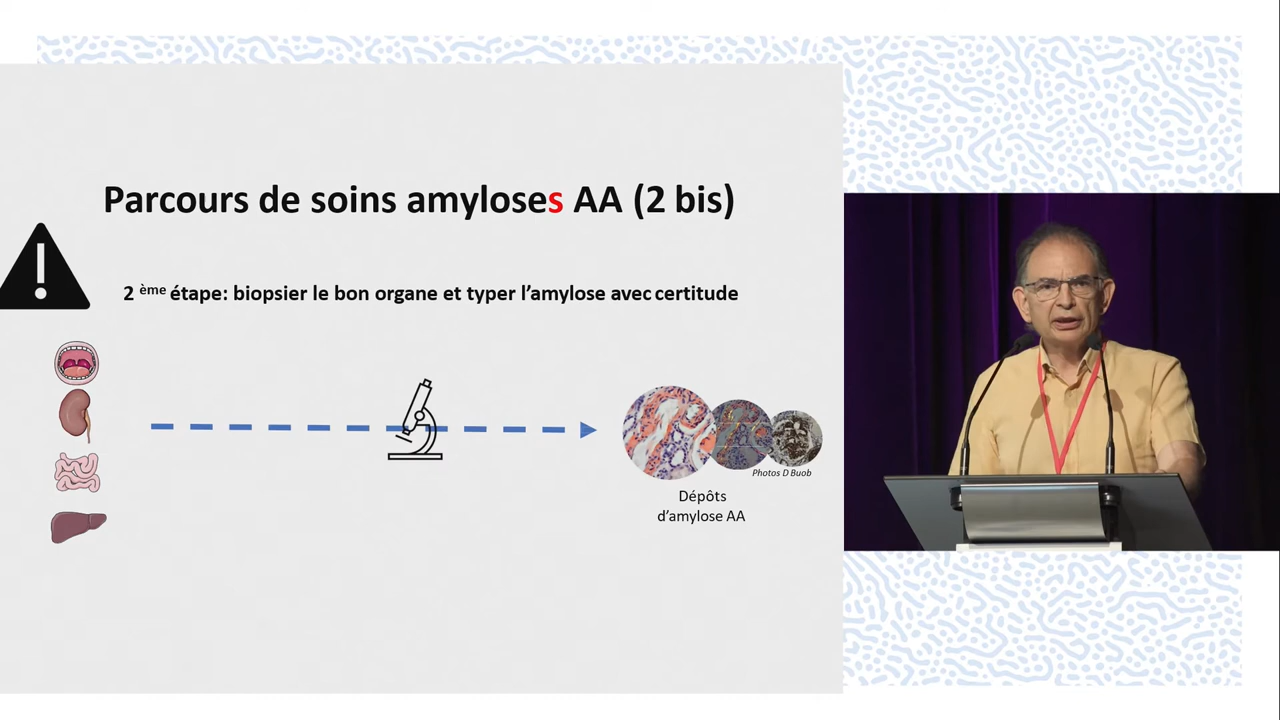 Parcours de soins amyloses AA (2 bis)
2 ème étape: biopsier le bon organe et typer l’amylose avec certitude
Photos D Buob
Dépôts
d’amylose AA